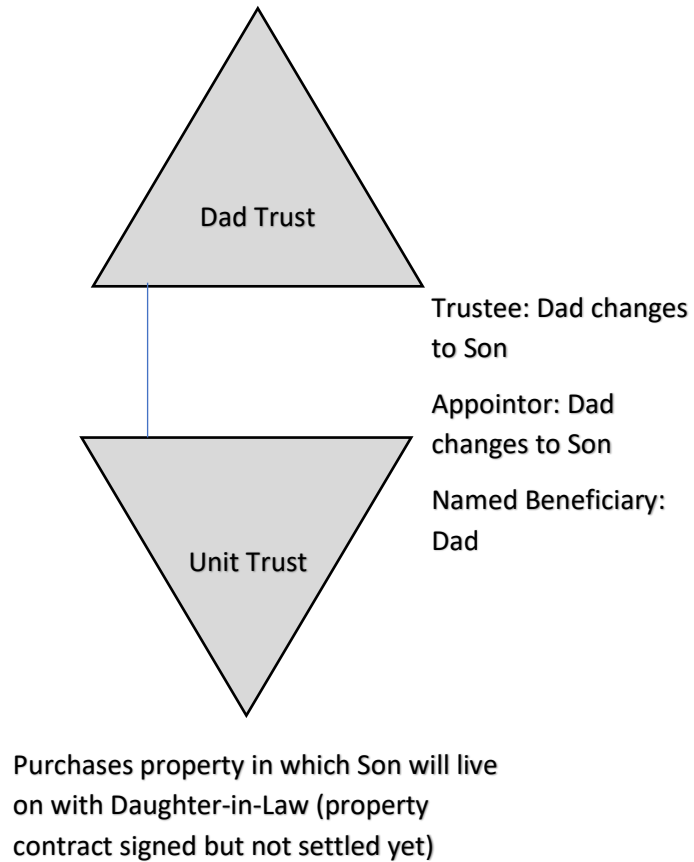 Dad Trust
Trustee: Dad changes
to Son
Appointor: Dad
changes to Son
Named Beneficiary:
Dad
Unit Trust
Purchases property in which Son will live
on with Daughter-in-Law (property
contract signed but not settled yet)